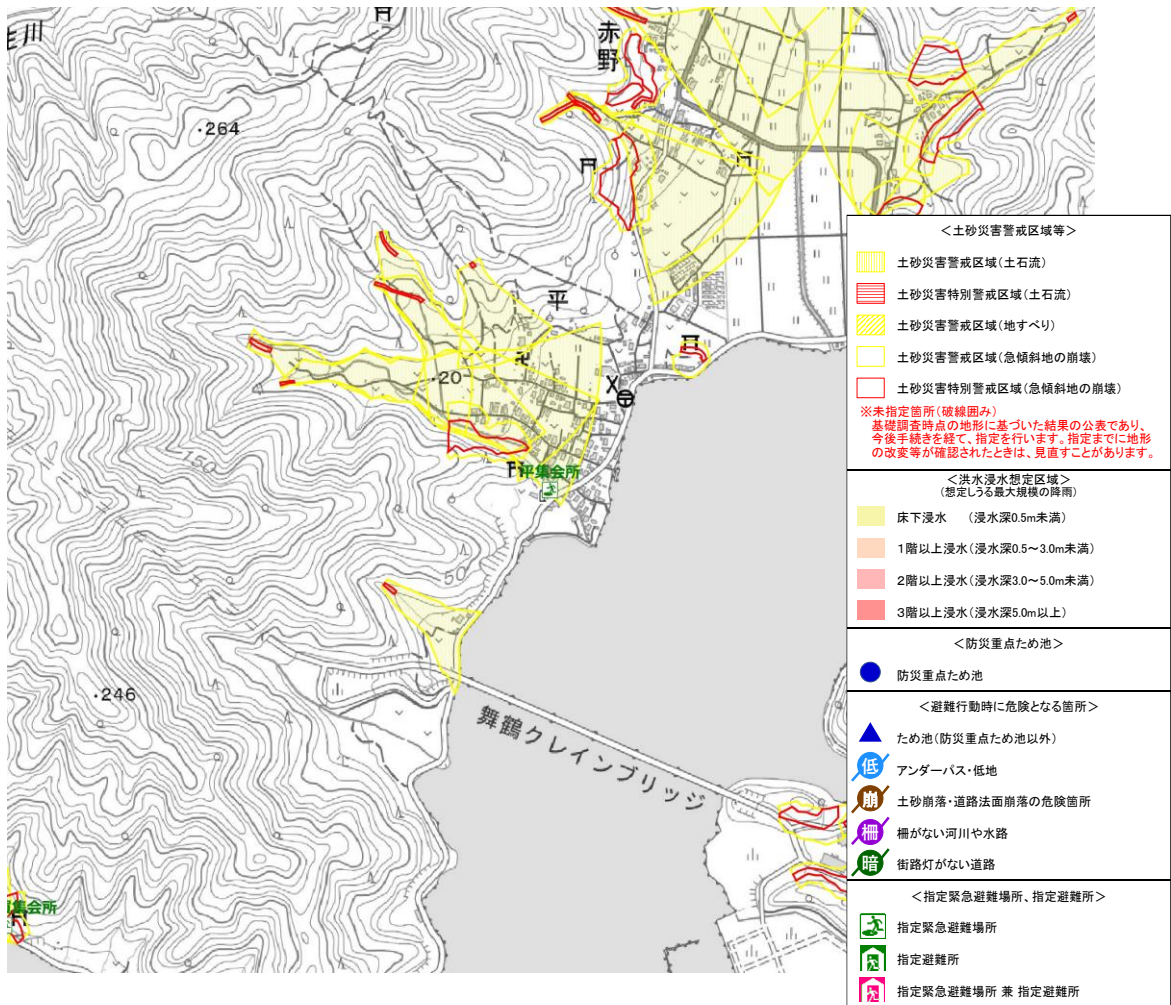 生川
赤野
・264
平
20
平集会所
50
・246
舞鶴クレインブリッジ
集会所
＜土砂災害警戒区域等＞
土砂災害警戒区域(土石流)
土砂災害特別警戒区域(土石流)
土砂災害警戒区域(地すべり)
土砂災害警戒区域(急傾斜地の崩壊)
土砂災害特別警戒区域(急傾斜地の崩壊)
※未指定箇所(破線囲み)
基礎調査時点の地形に基づいた結果の公表であり、
今後手続きを経て、指定を行います。指定までに地形
の改変等が確認されたときは、見直すことがあります。
＜洪水浸水想定区域＞
(想定しうる最大規模の降雨)
床下浸水　(浸水深0.5m未満)
1階以上浸水(浸水深0.5～3.0m未満)
2階以上浸水(浸水深3.0～5.0m未満)
3階以上浸水(浸水深5.0m以上)
＜防災重点ため池＞
防災重点ため池
＜避難行動時に危険となる箇所＞
ため池(防災重点ため池以外)
低 アンダーパス・低地
崩 土砂崩落・道路法面崩落の危険箇所
柵 柵がない河川や水路
暗 街路灯がない道路
＜指定緊急避難場所、指定避難所＞
指定緊急避難場所
指定避難所
指定緊急避難場所 兼 指定避難所